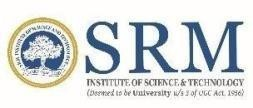 SRM
INSTITUTE OF SCIENCE & TECHNOLOGY
(Deemed to be University u/s 3 of UGC Act, 1956)